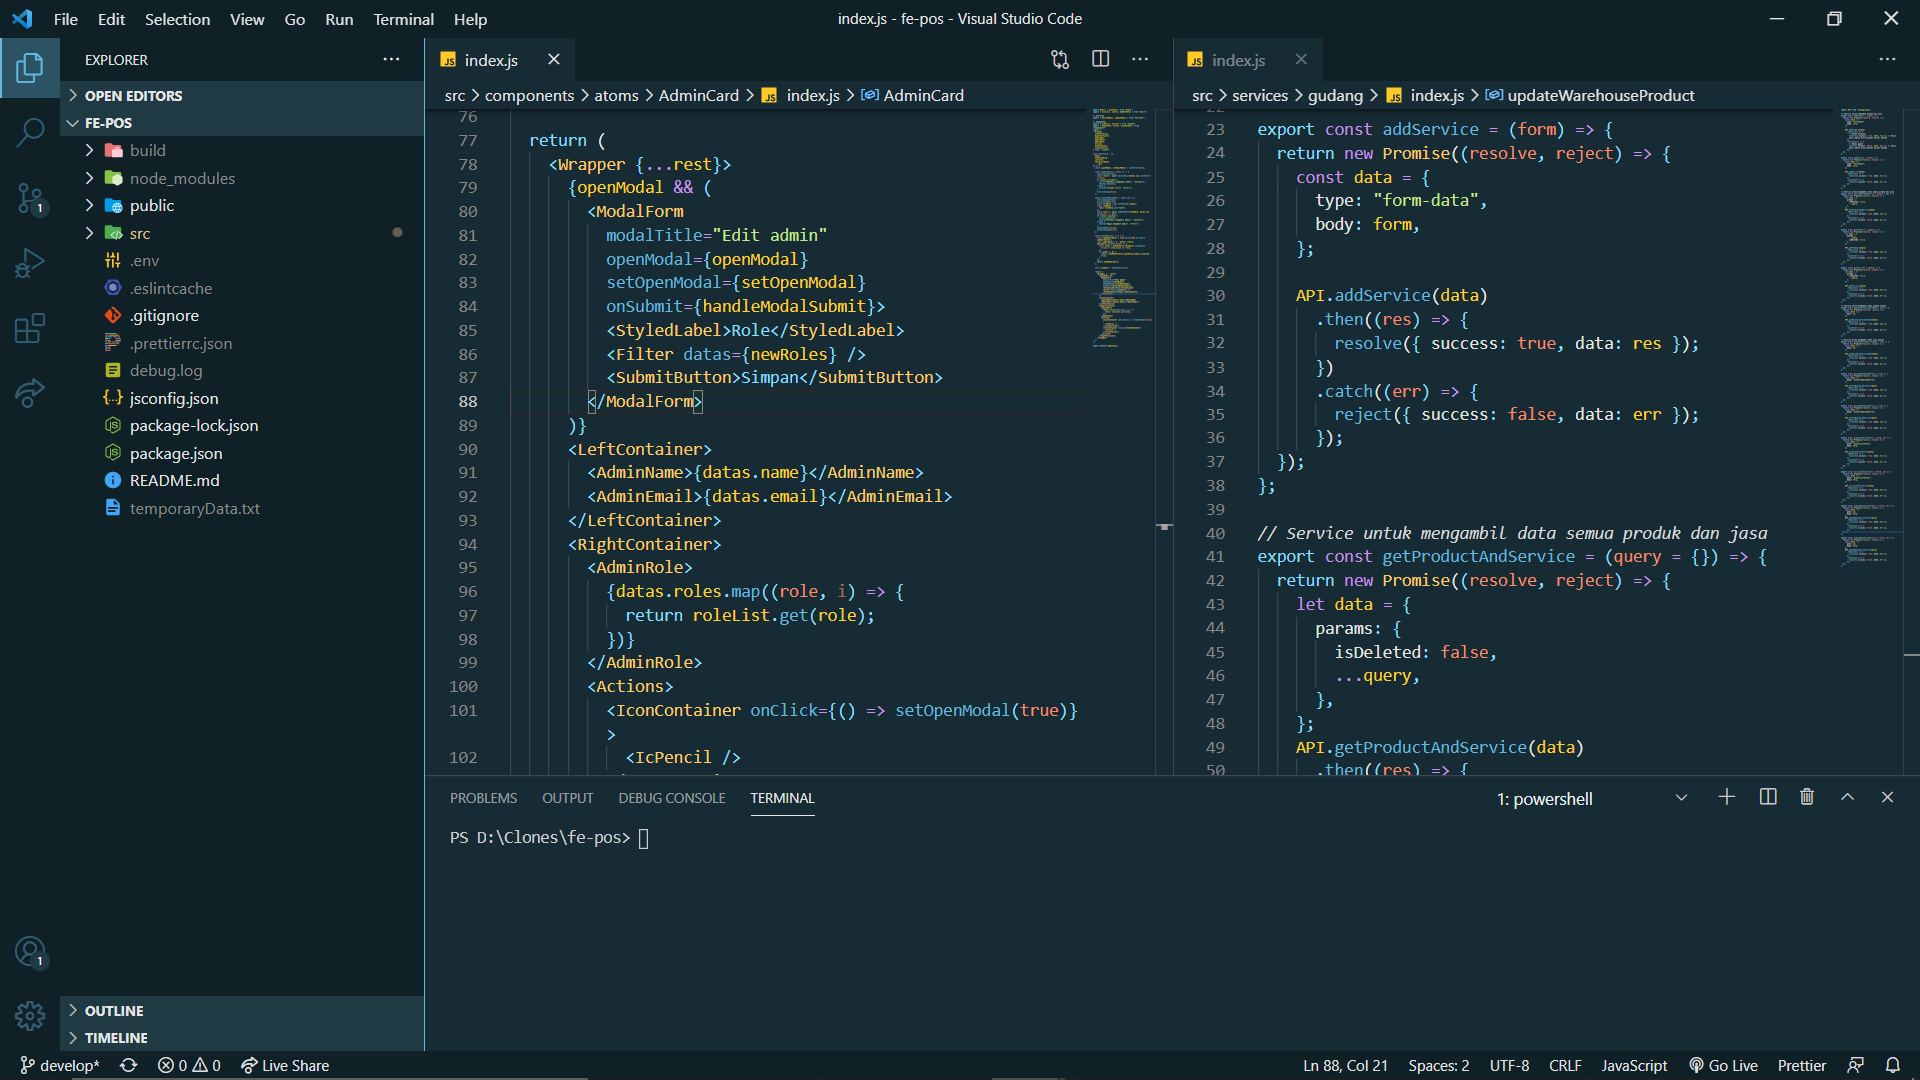 File Edit Selection View Go Run Terminal Help
index.js - fe-pos - Visual Studio Code
EXPLORER
OPEN EDITORS
FE-POS
build
node_modules
public
src
.env
.eslintcache
.gitignore
.prettierrc.json
debug.log
jsconfig.json
package-lock.json
package.json
README.md
temporaryData.txt
OUTLINE
TIMELINE
1
1
index.js
src > components > atoms > AdminCard > index.js > AdminCard
76
77 return (
78 <Wrapper {...rest}>
79 {openModal && (
80 <ModalForm
81 modalTitle="Edit admin"
82 openModal={openModal}
83 setOpenModal={setOpenModal}
84 onSubmit={handleModalSubmit}>
85 <StyledLabel>Role</StyledLabel>
86 <Filter datas={newRoles} />
87 <SubmitButton>Simpan</SubmitButton>
88 </ModalForm>
89 )}
90 <LeftContainer>
91 <AdminName>{datas.name}</AdminName>
92 <AdminEmail>{datas.email}</AdminEmail>
93 </LeftContainer>
94 <RightContainer>
95 <AdminRole>
96 {datas.roles.map((role, i) => {
97 return roleList.get(role);
98 })}
99 </AdminRole>
100 <Actions>
101 <IconContainer onClick={() => setOpenModal(true)}
>
102 <IcPencil />
index.js
src > services > gudang > index.js > updateWarehouseProduct
23 export const addService = (form) => {
24 return new Promise((resolve, reject) => {
25 const data = {
26 type: "form-data",
27 body: form,
28 };
29
30 API.addService(data)
31 .then((res) => {
32 resolve({ success: true, data: res });
33 })
34 .catch((err) => {
35 reject({ success: false, data: err });
36 });
37 });
38 };
39
40 // Service untuk mengambil data semua produk dan jasa
41 export const getProductAndService = (query = {}) => {
42 return new Promise((resolve, reject) => {
43 let data = {
44 params: {
45 isDeleted: false,
46 ...query,
47 },
48 };
49 API.getProductAndService(data)
50 .then((res) => {
PROBLEMS OUTPUT DEBUG CONSOLE TERMINAL
1: powershell
PS D:\Clones\fe-pos>
develop* 0 0 Live Share
Ln 88, Col 21 Spaces: 2 UTF-8 CRLF JavaScript Go Live Prettier